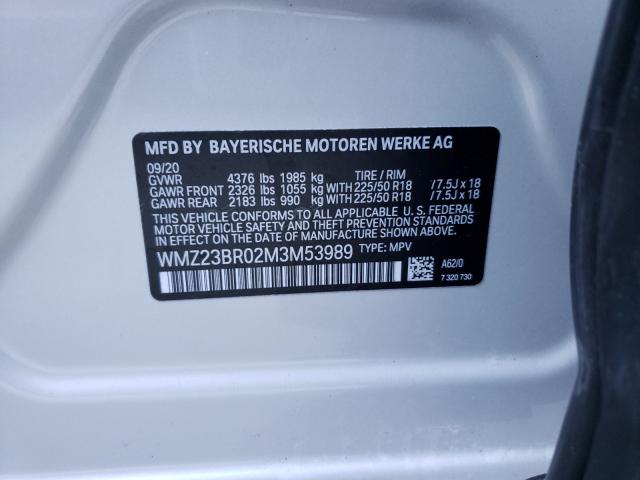 MFD BY BAYERISCHE MOTOREN WERKE AG
09/20
GVWR 4376 lbs 1985 kg TIRE / RIM
GAWR FRONT 2326 lbs 1055 kg WITH 225/50 R18 /7.5J x 18
GAWR REAR 2183 lbs 990 kg WITH 225/50 R18 /7.5J x 18
THIS VEHICLE CONFORMS TO ALL APPLICABLE U. S. FEDERAL
MOTOR VEHICLE SAFETY, BUMPER, AND THEFT PREVENTION
STANDARDS IN EFFECT ON THE DATE OF MANUFACTURE SHOWN ABOVE.
WMZ23BR02M3M53989 TYPE: MPV
A62/0
7 320 730